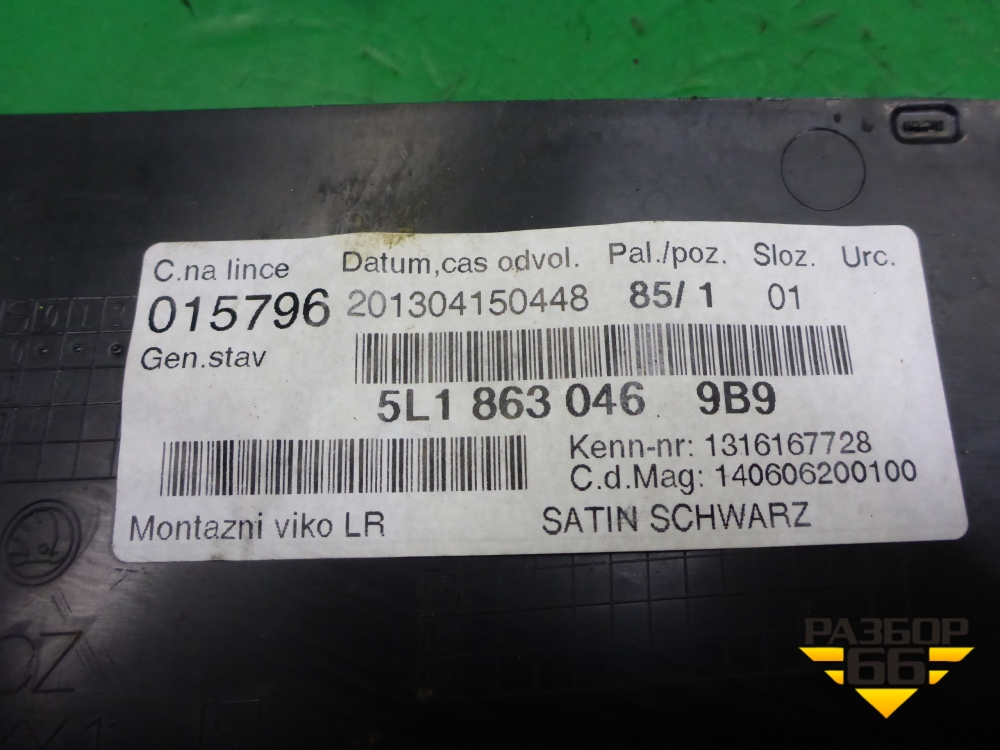 C.na lince Datum,cas odvol. Pal./poz. Sloz. Urc.
015796 201304150448 85/ 1 01
Gen.stav
5L1 863 046 9B9
Kenn-nr: 1316167728
C.d.Mag: 140606200100
Montazni viko LR SATIN SCHWARZ
РАЗБОР
66